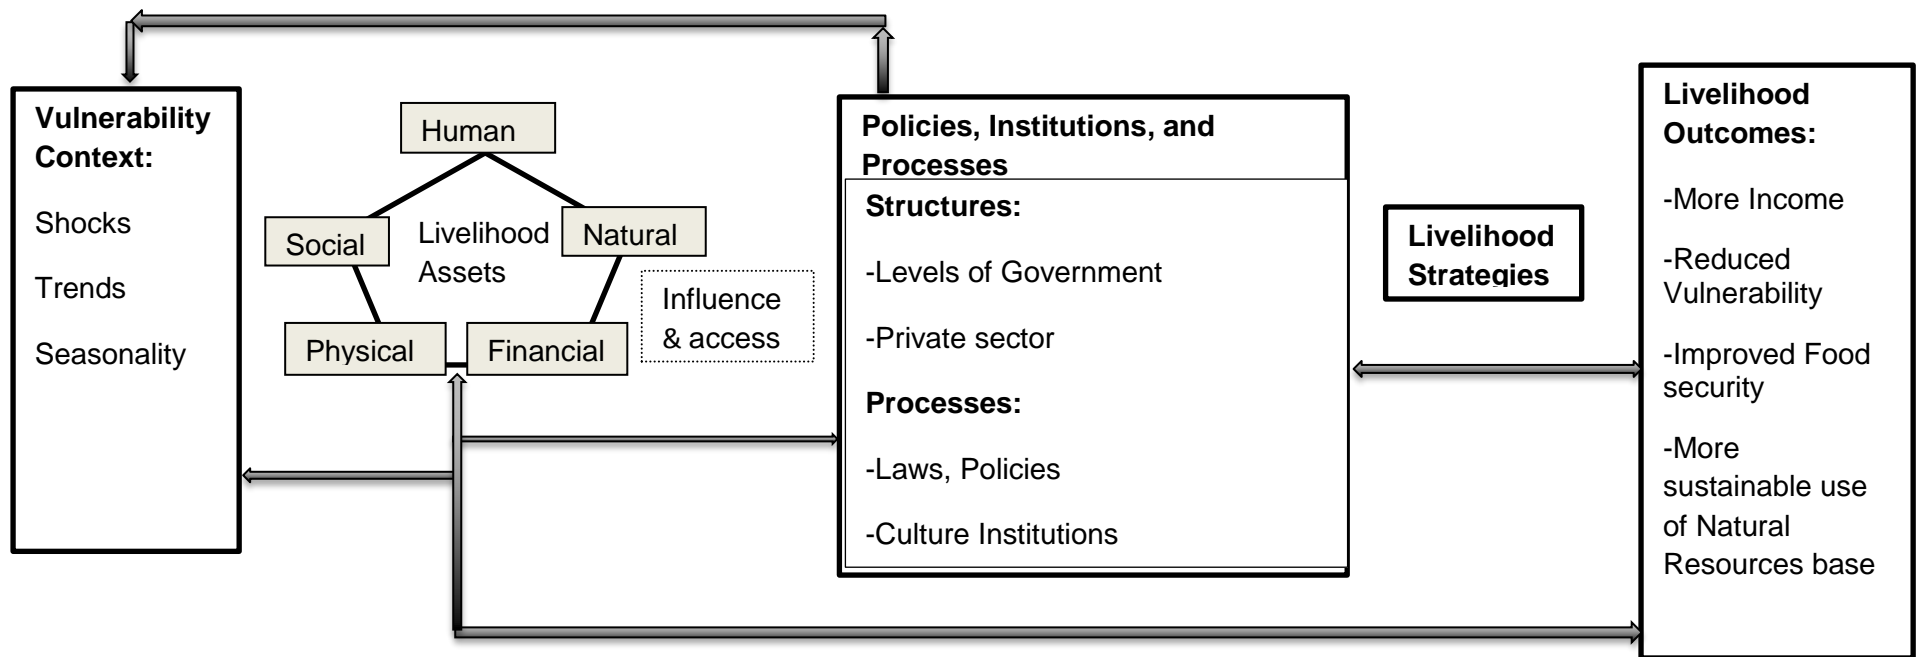 Vulnerability
Context:
Shocks
Trends
Seasonality
Human
Social
Livelihood
Assets
Natural
Physical
Financial
Influence
& access
Policies, Institutions, and
Processes
Structures:
-Levels of Government
-Private sector
Processes:
-Laws, Policies
-Culture Institutions
Livelihood
Strategies
Livelihood
Outcomes:
-More Income
-Reduced
Vulnerability
-Improved Food
security
-More
sustainable use
of Natural
Resources base